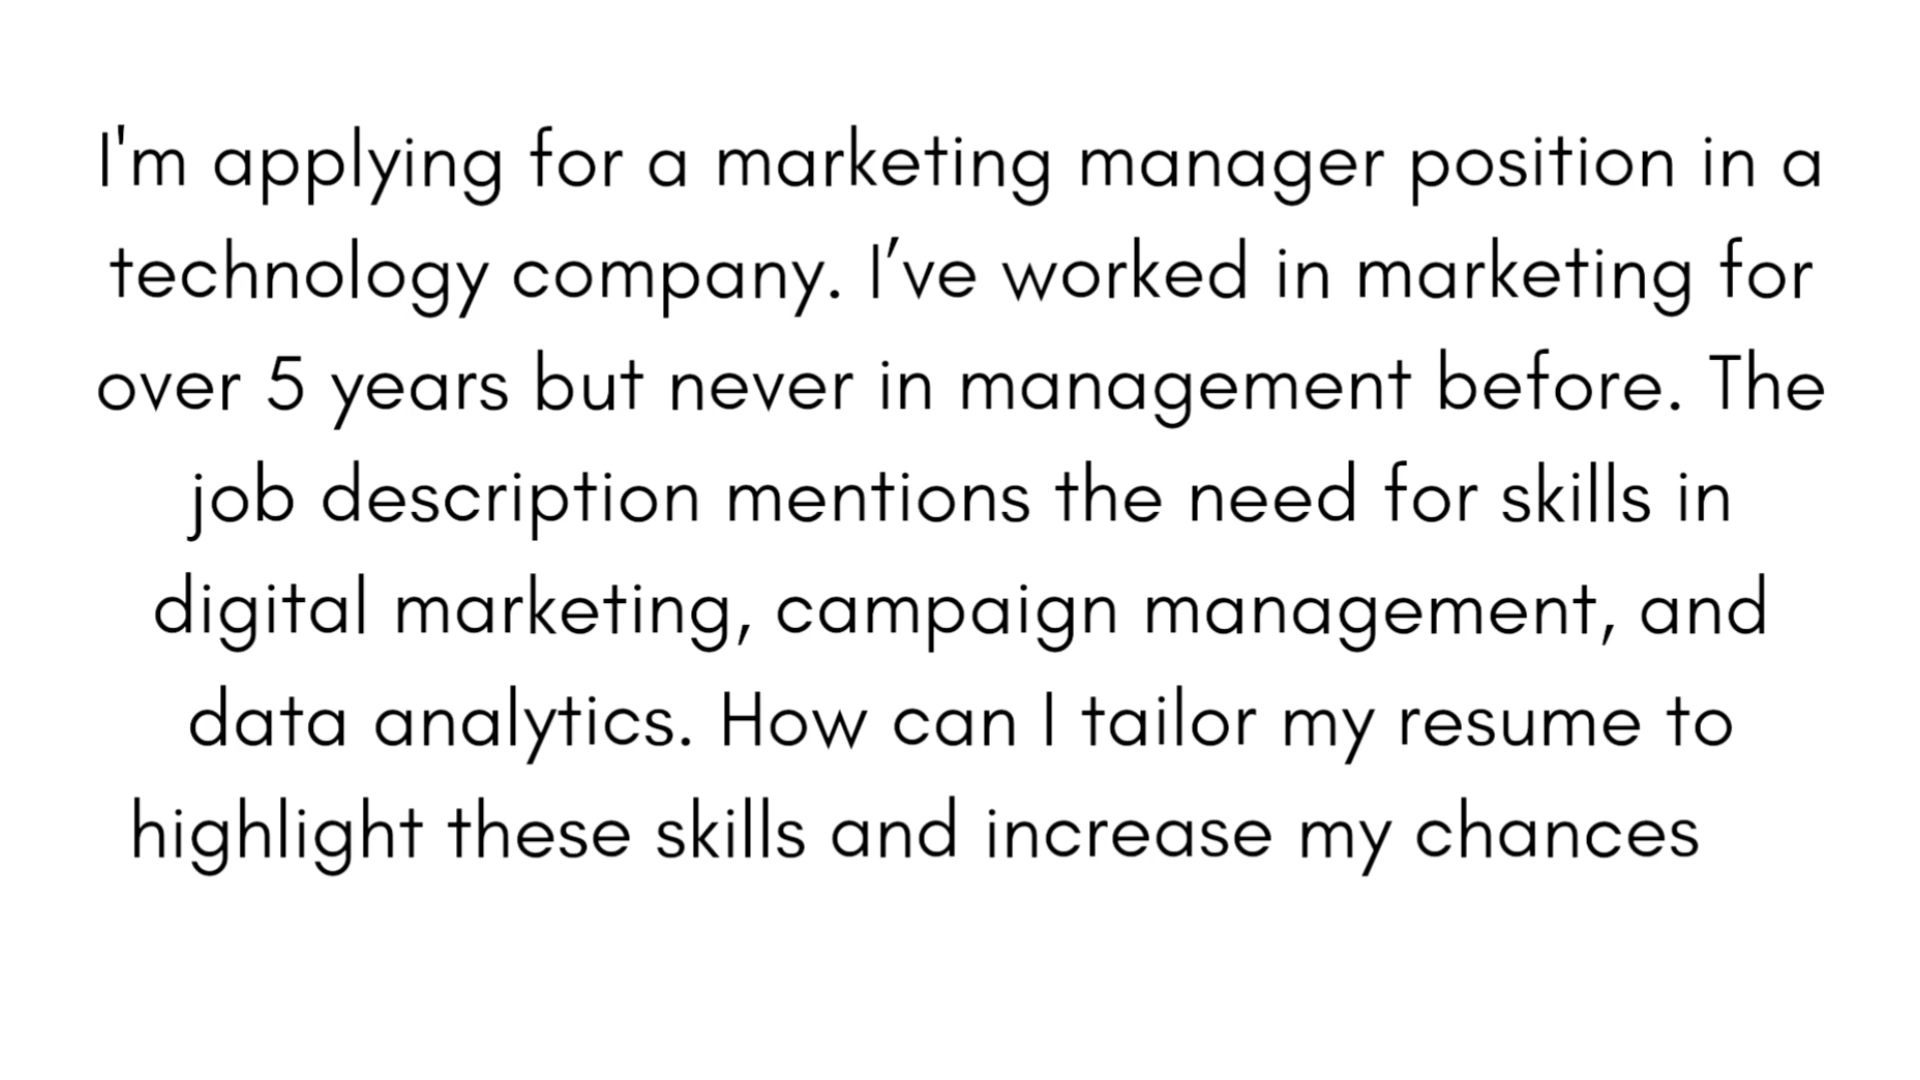 I'm applying for a marketing manager position in a
technology company. I’ve worked in marketing for
over 5 years but never in management before. The
job description mentions the need for skills in
digital marketing, campaign management, and
data analytics. How can I tailor my resume to
highlight these skills and increase my chances